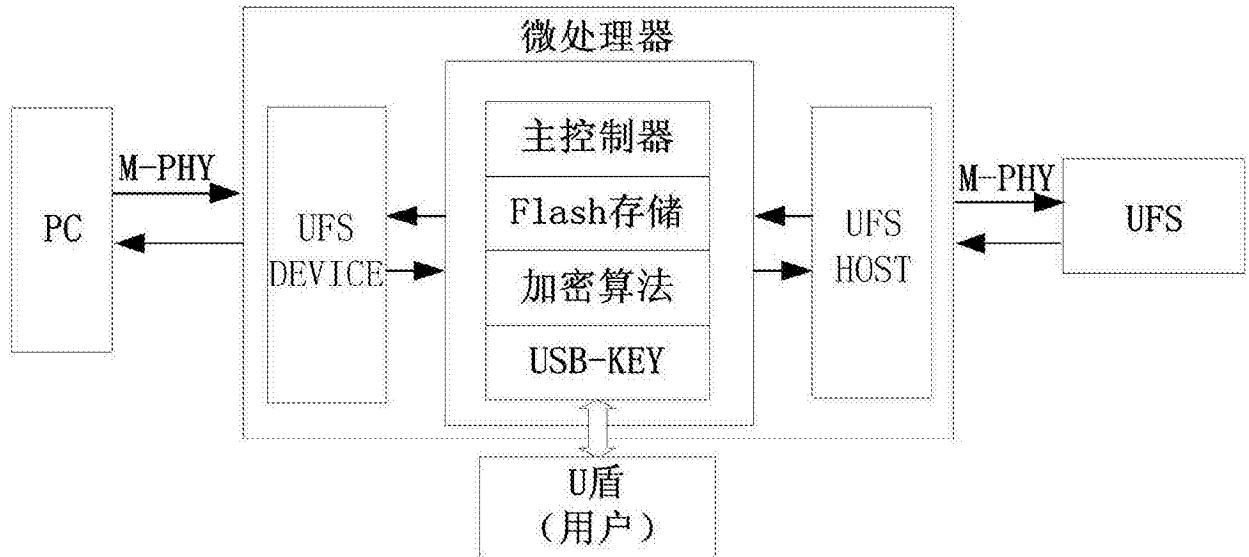 微处理器
PC
M-PHY
UFS
DEVICE
主控制器
Flash存储
加密算法
USB-KEY
UFS
HOST
M-PHY
UFS
U盾
（用户）